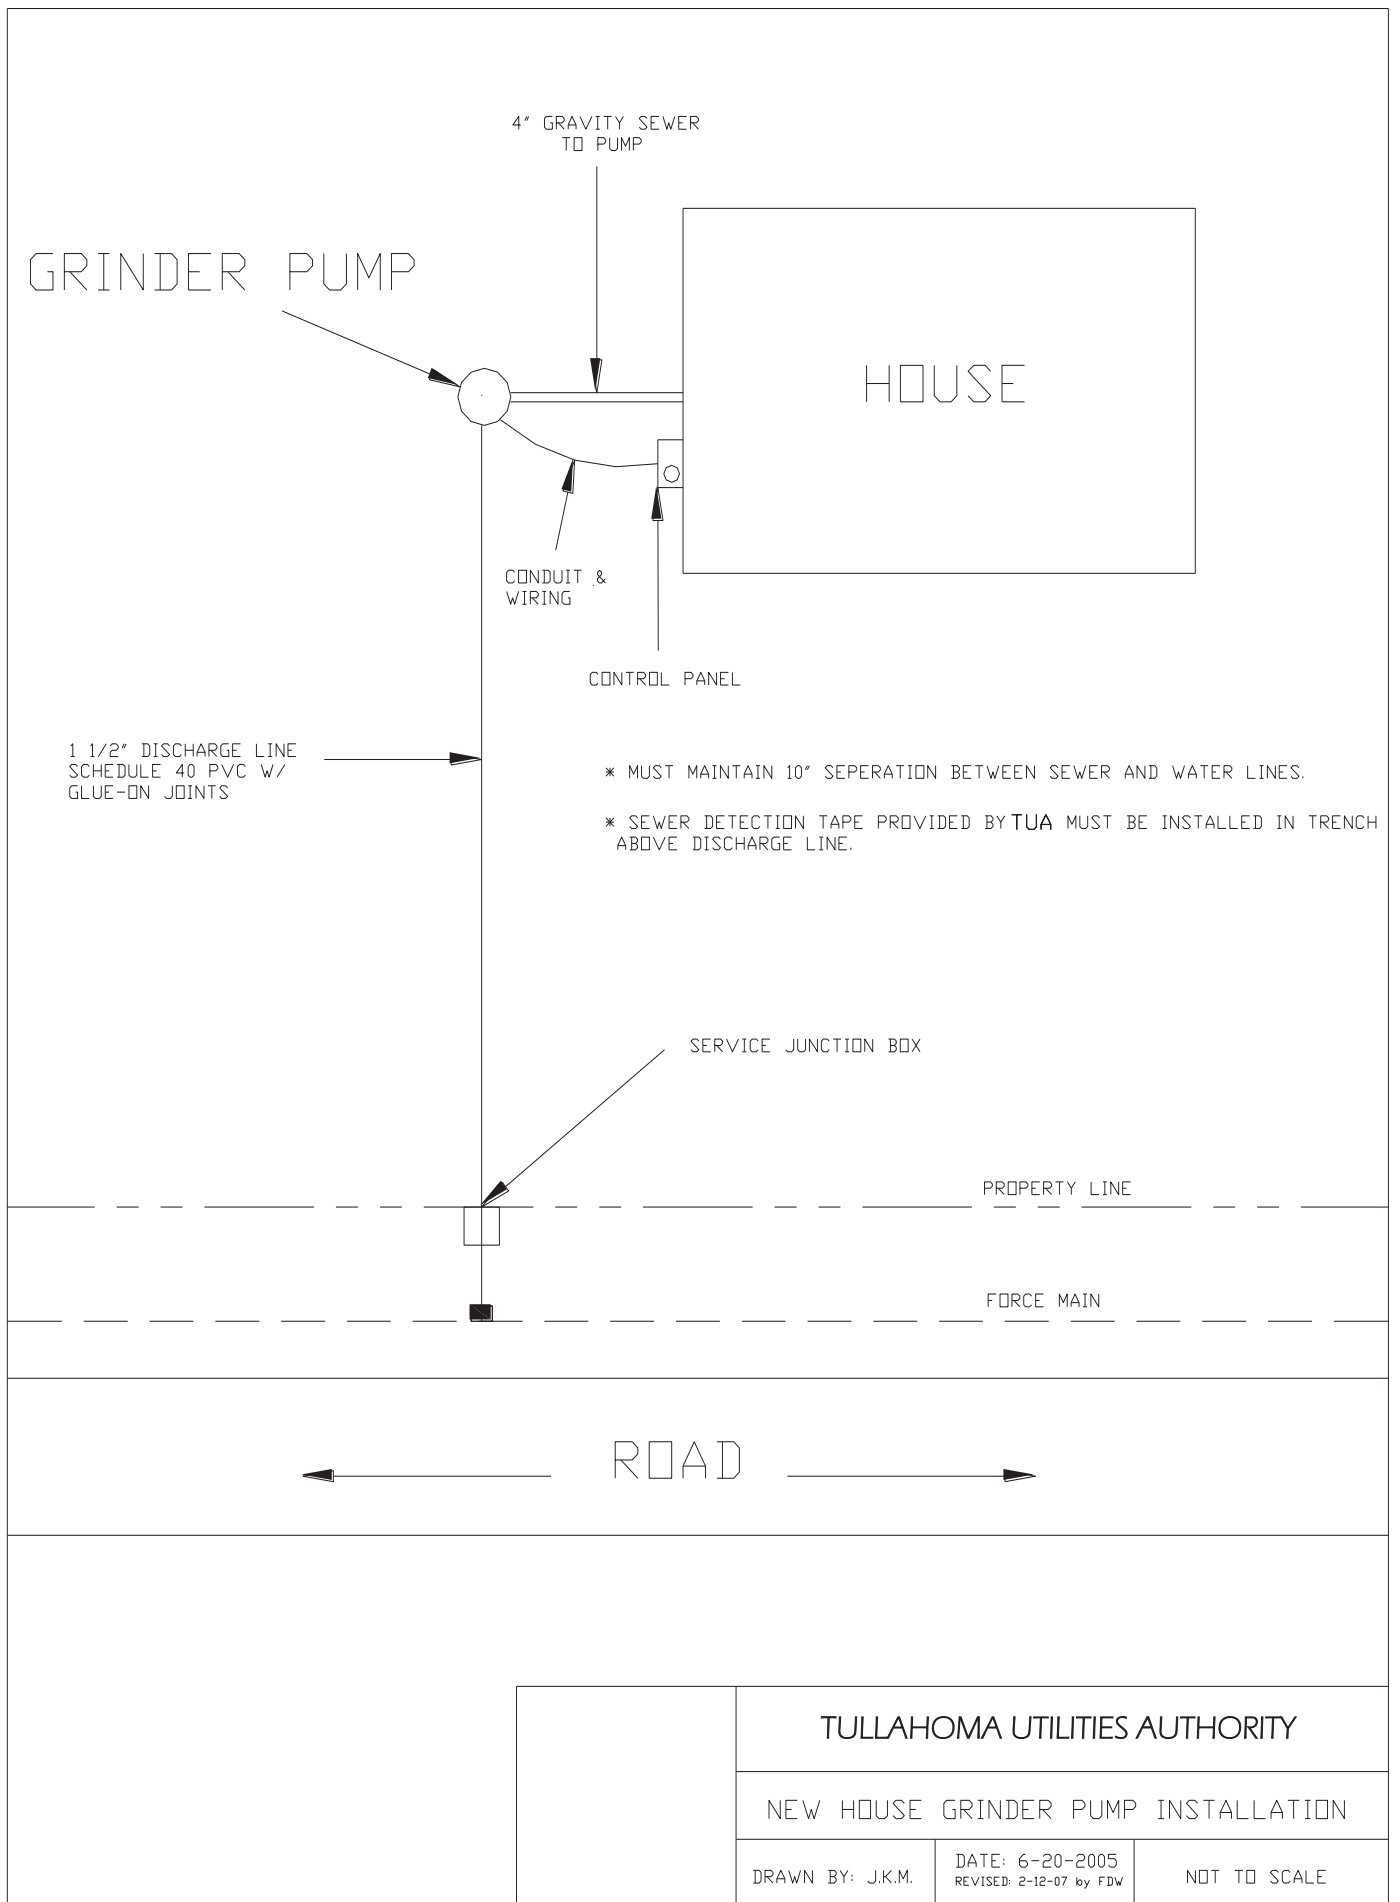 4" GRAVITY SEWER
TO PUMP
GRINDER PUMP
HOUSE
CONDUIT &
WIRING
CONTROL PANEL
1 1/2" DISCHARGE LINE
SCHEDULE 40 PVC W/
GLUE-ON JOINTS
* MUST MAINTAIN 10" SEPERATION BETWEEN SEWER AND WATER LINES.
* SEWER DETECTION TAPE PROVIDED BY TUA MUST BE INSTALLED IN TRENCH
ABOVE DISCHARGE LINE.
SERVICE JUNCTION BOX
PROPERTY LINE
FORCE MAIN
ROAD
TULLAHOMA UTILITIES AUTHORITY
NEW HOUSE GRINDER PUMP INSTALLATION
DRAWN BY: J.K.M.
DATE: 6-20-2005
REVISED: 2-12-07 by FDW
NOT TO SCALE